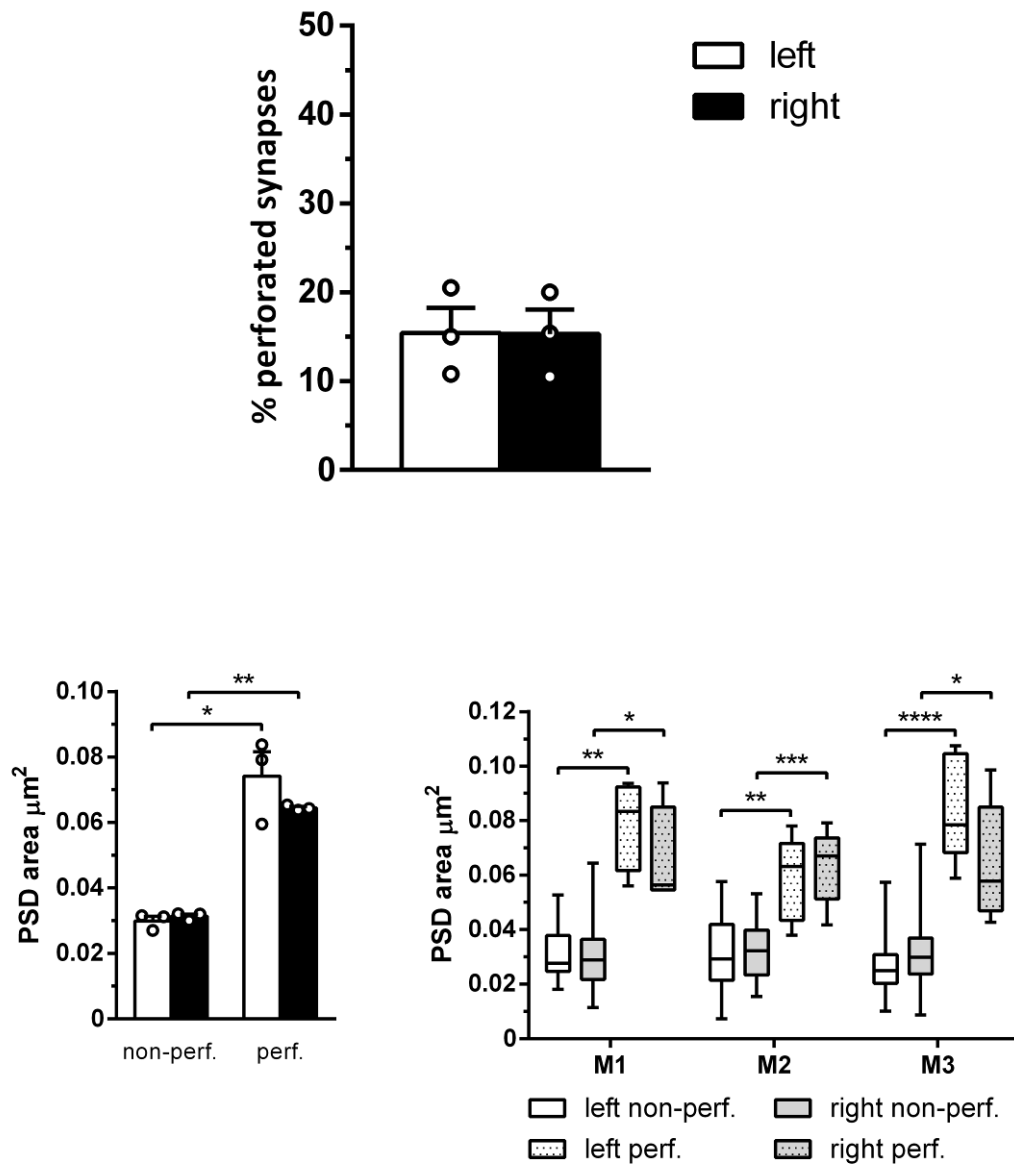 % perforated synapses
50
40
30
20
10
0
left
right
PSD area µm²
0.10
0.08
0.06
0.04
0.02
0
*
**
non-perf.
perf.
PSD area µm²
0.12
0.10
0.08
0.06
0.04
0.02
0
**
*
**
***
****
*
M1
M2
M3
left non-perf.
right non-perf.
left perf.
right perf.